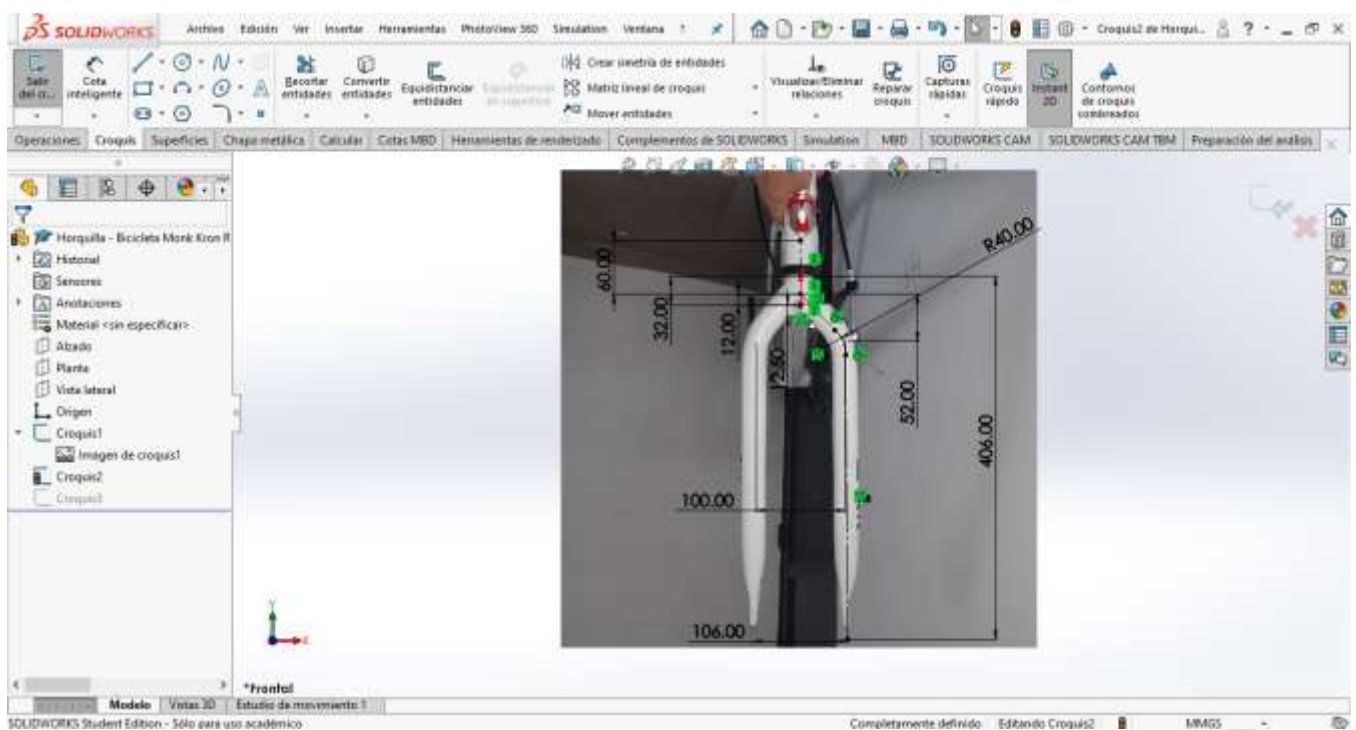 SOLIDWORKS Archivo Edición Ver Insertar Herramientas PhotoView 360 Simulation Ventana ? Croquis2 de Horqui... ?
Salir del cr...
Cota inteligente
Recortar entidades
Convertir entidades
Equidistanciar entidades
Crear simetría de entidades
Matriz lineal de croquis
Mover entidades
Visualizar/Eliminar relaciones
Reparar croquis
Capturas rápidas
Croquis rápido
Instant 2D
Contornos de croquis sombreados
Operaciones Croquis Superficies Chapa metálica Calcular Cotas MBD Herramientas de renderizado Complementos de SOLIDWORKS Simulation MBD SOLIDWORKS CAM SOLIDWORKS CAM TBM Preparación del análisis
Horquilla - Bicicleta Monk Kron R
Historial
Sensores
Anotaciones
Material <sin especificar>
Alzado
Planta
Vista lateral
Origen
Croquis1
Imagen de croquis1
Croquis2
Croquis3
R40.00
60.00
32.00
12.00
12.50
52.00
406.00
100.00
106.00
Y
X
*Frontal
Modelo Vistas 3D Estudio de movimiento 1
SOLIDWORKS Student Edition - Sólo para uso académico Completamente definido Editando Croquis2 MMGS